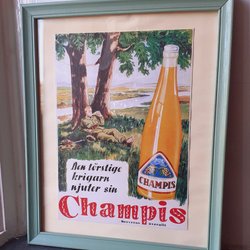 CHAMPIS
Den törstige
krigarn
njuter sin
Champis